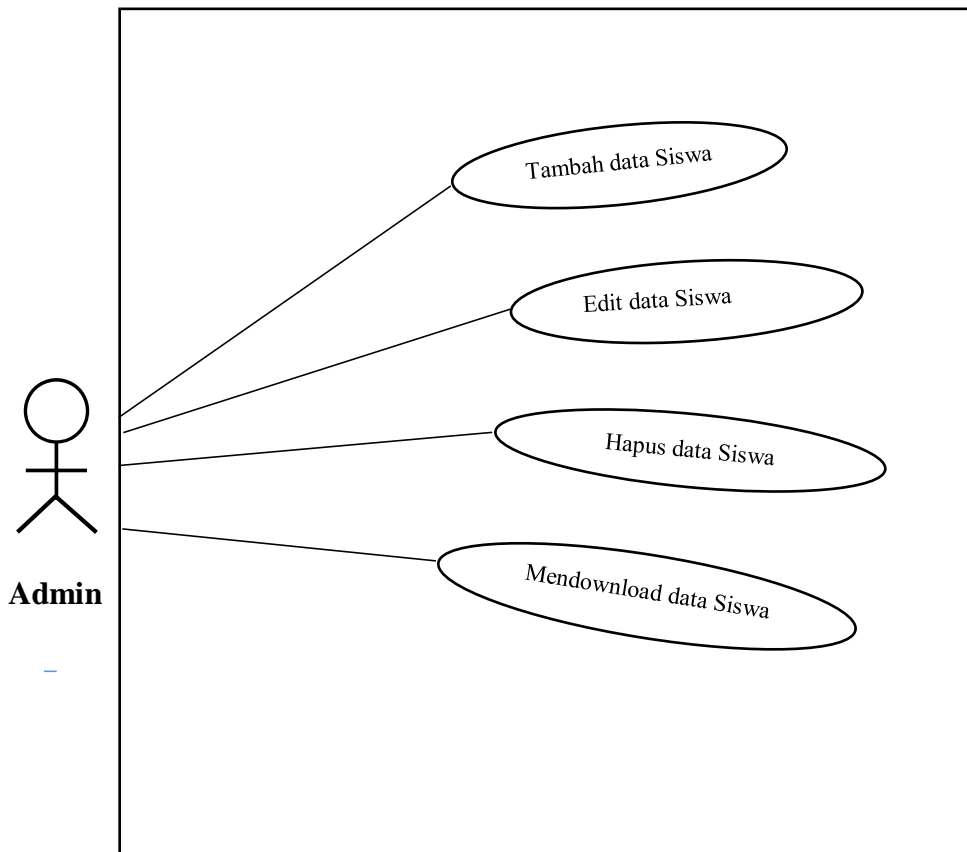 Tambah data Siswa
Edit data Siswa
Hapus data Siswa
Mendownload data Siswa
Admin